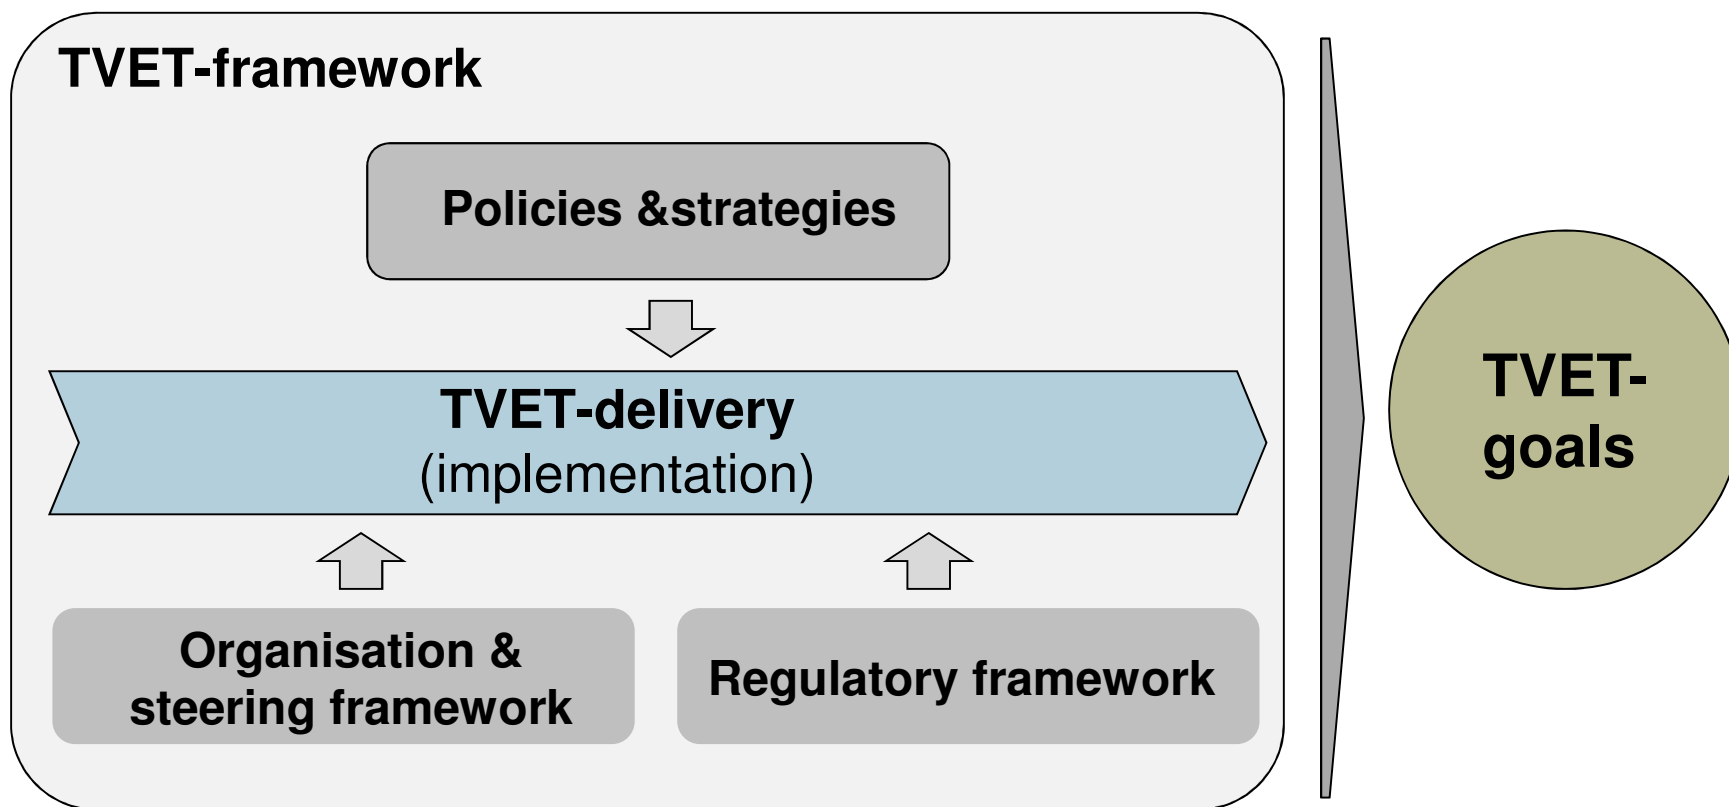 TVET-framework
Policies &strategies
TVET-delivery
(implementation)
Organisation &
steering framework
Regulatory framework
TVET-
goals